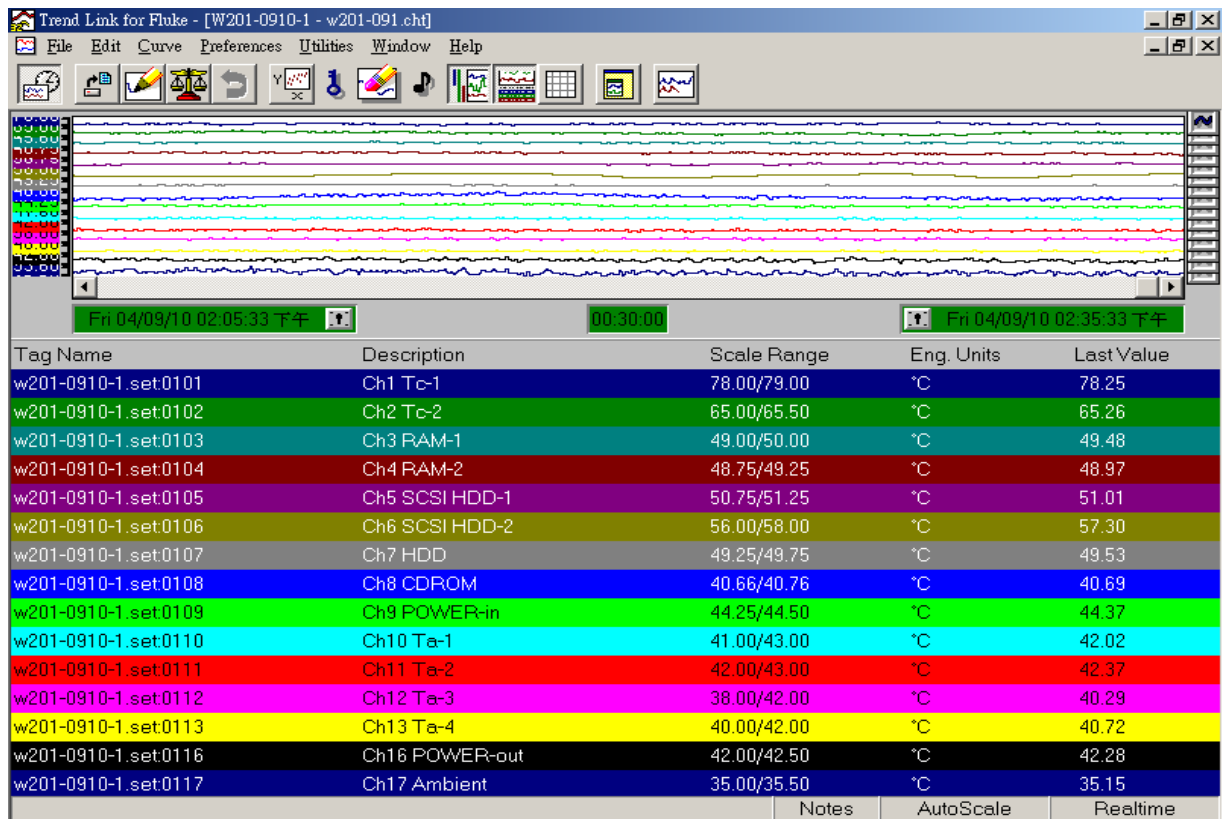 Trend Link for Fluke - [W201-0910-1 - w201-091.cht]
File Edit Curve Preferences Utilities Window Help
Y
X
Fri 04/09/10 02:05:33 下午 00:30:00 Fri 04/09/10 02:35:33 下午
Tag Name Description Scale Range Eng. Units Last Value
w201-0910-1.set:0101 Ch1 Tc-1 78.00/79.00 °C 78.25
w201-0910-1.set:0102 Ch2 Tc-2 65.00/65.50 °C 65.26
w201-0910-1.set:0103 Ch3 RAM-1 49.00/50.00 °C 49.48
w201-0910-1.set:0104 Ch4 RAM-2 48.75/49.25 °C 48.97
w201-0910-1.set:0105 Ch5 SCSI HDD-1 50.75/51.25 °C 51.01
w201-0910-1.set:0106 Ch6 SCSI HDD-2 56.00/58.00 °C 57.30
w201-0910-1.set:0107 Ch7 HDD 49.25/49.75 °C 49.53
w201-0910-1.set:0108 Ch8 CDROM 40.66/40.76 °C 40.69
w201-0910-1.set:0109 Ch9 POWER-in 44.25/44.50 °C 44.37
w201-0910-1.set:0110 Ch10 Ta-1 41.00/43.00 °C 42.02
w201-0910-1.set:0111 Ch11 Ta-2 42.00/43.00 °C 42.37
w201-0910-1.set:0112 Ch12 Ta-3 38.00/42.00 °C 40.29
w201-0910-1.set:0113 Ch13 Ta-4 40.00/42.00 °C 40.72
w201-0910-1.set:0116 Ch16 POWER-out 42.00/42.50 °C 42.28
w201-0910-1.set:0117 Ch17 Ambient 35.00/35.50 °C 35.15
Notes AutoScale Realtime